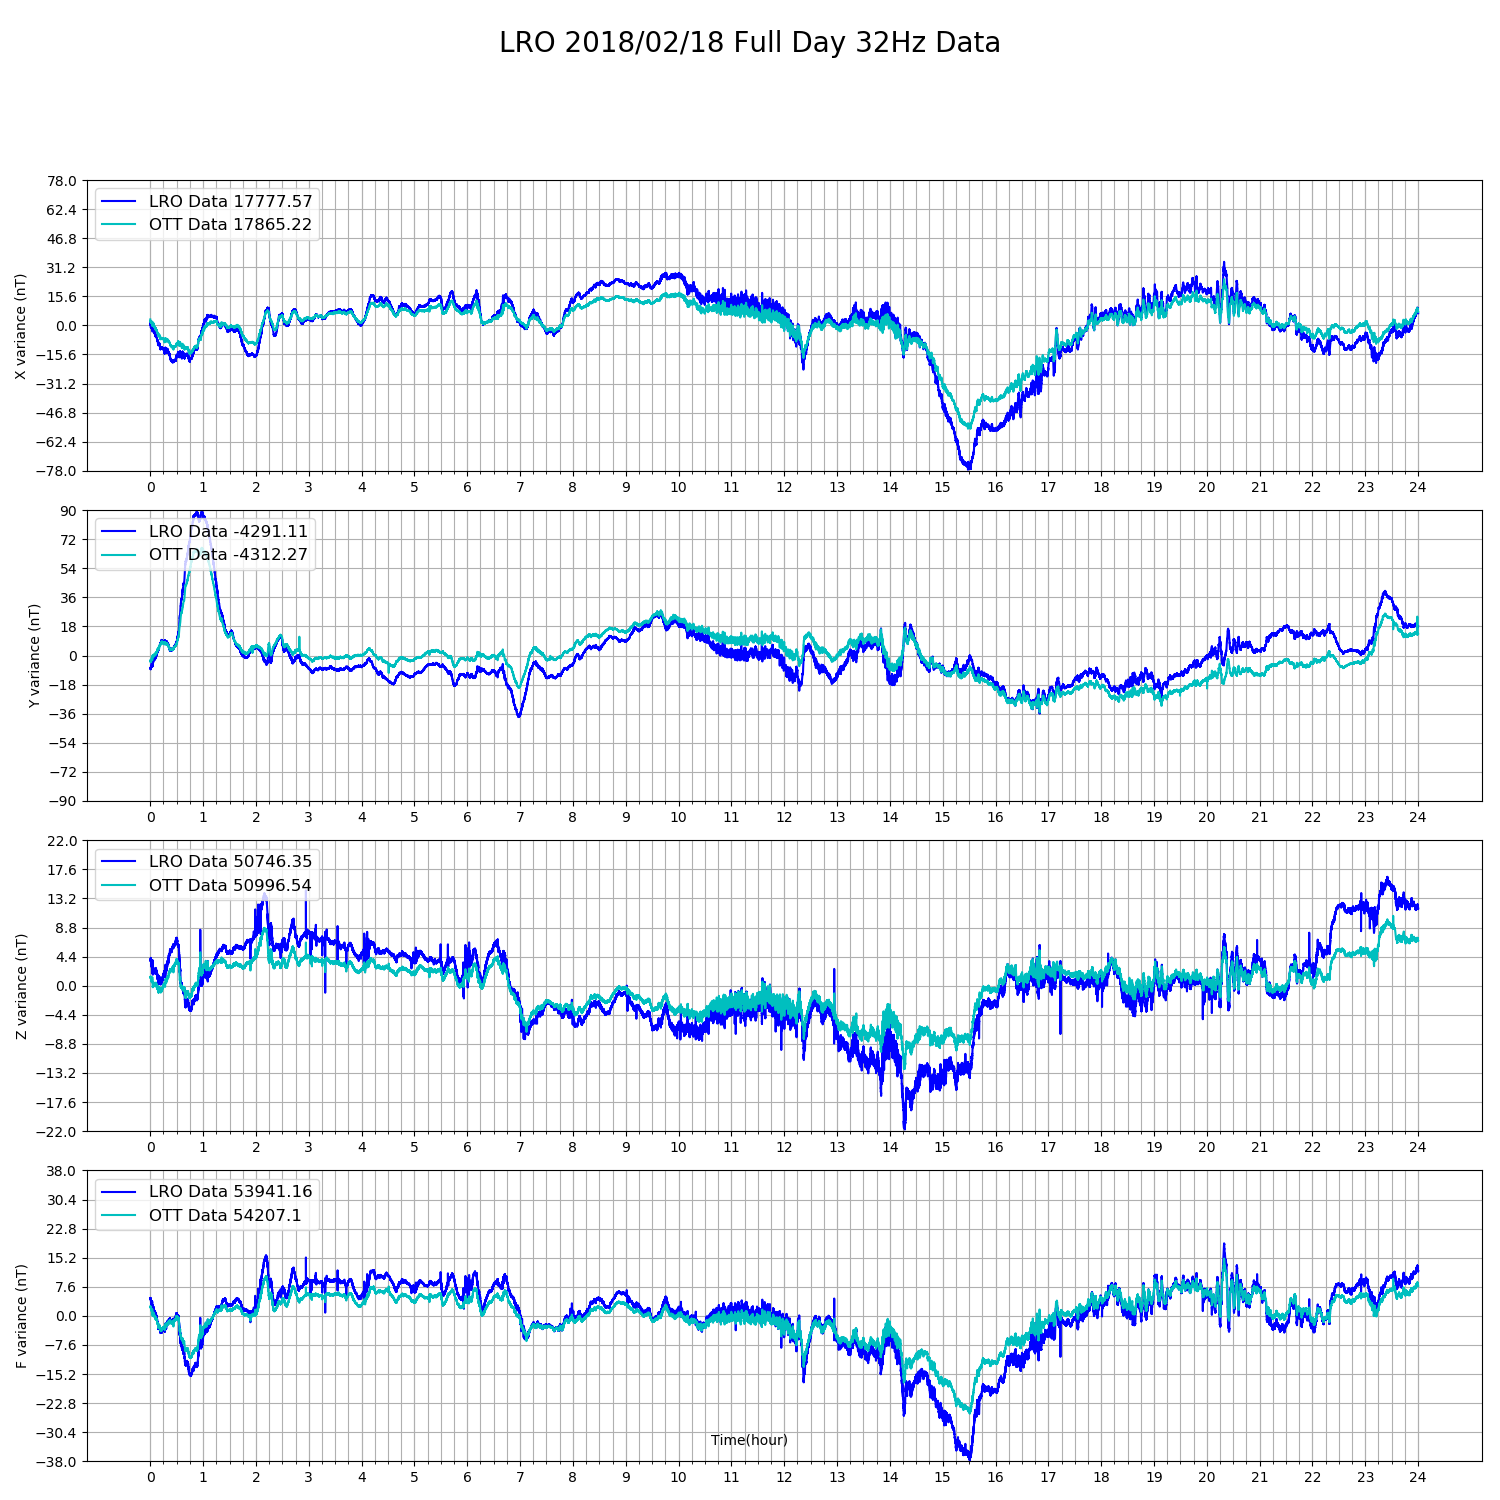 LRO 2018/02/18 Full Day 32Hz Data
78.0
62.4
46.8
31.2
15.6
0.0
−15.6
−31.2
−46.8
−62.4
−78.0
X variance (nT)
LRO Data 17777.57
OTT Data 17865.22
0 1 2 3 4 5 6 7 8 9 10 11 12 13 14 15 16 17 18 19 20 21 22 23 24
90
72
54
36
18
0
−18
−36
−54
−72
−90
Y variance (nT)
LRO Data -4291.11
OTT Data -4312.27
0 1 2 3 4 5 6 7 8 9 10 11 12 13 14 15 16 17 18 19 20 21 22 23 24
22.0
17.6
13.2
8.8
4.4
0.0
−4.4
−8.8
−13.2
−17.6
−22.0
Z variance (nT)
LRO Data 50746.35
OTT Data 50996.54
0 1 2 3 4 5 6 7 8 9 10 11 12 13 14 15 16 17 18 19 20 21 22 23 24
38.0
30.4
22.8
15.2
7.6
0.0
−7.6
−15.2
−22.8
−30.4
−38.0
F variance (nT)
LRO Data 53941.16
OTT Data 54207.1
Time(hour)
0 1 2 3 4 5 6 7 8 9 10 11 12 13 14 15 16 17 18 19 20 21 22 23 24